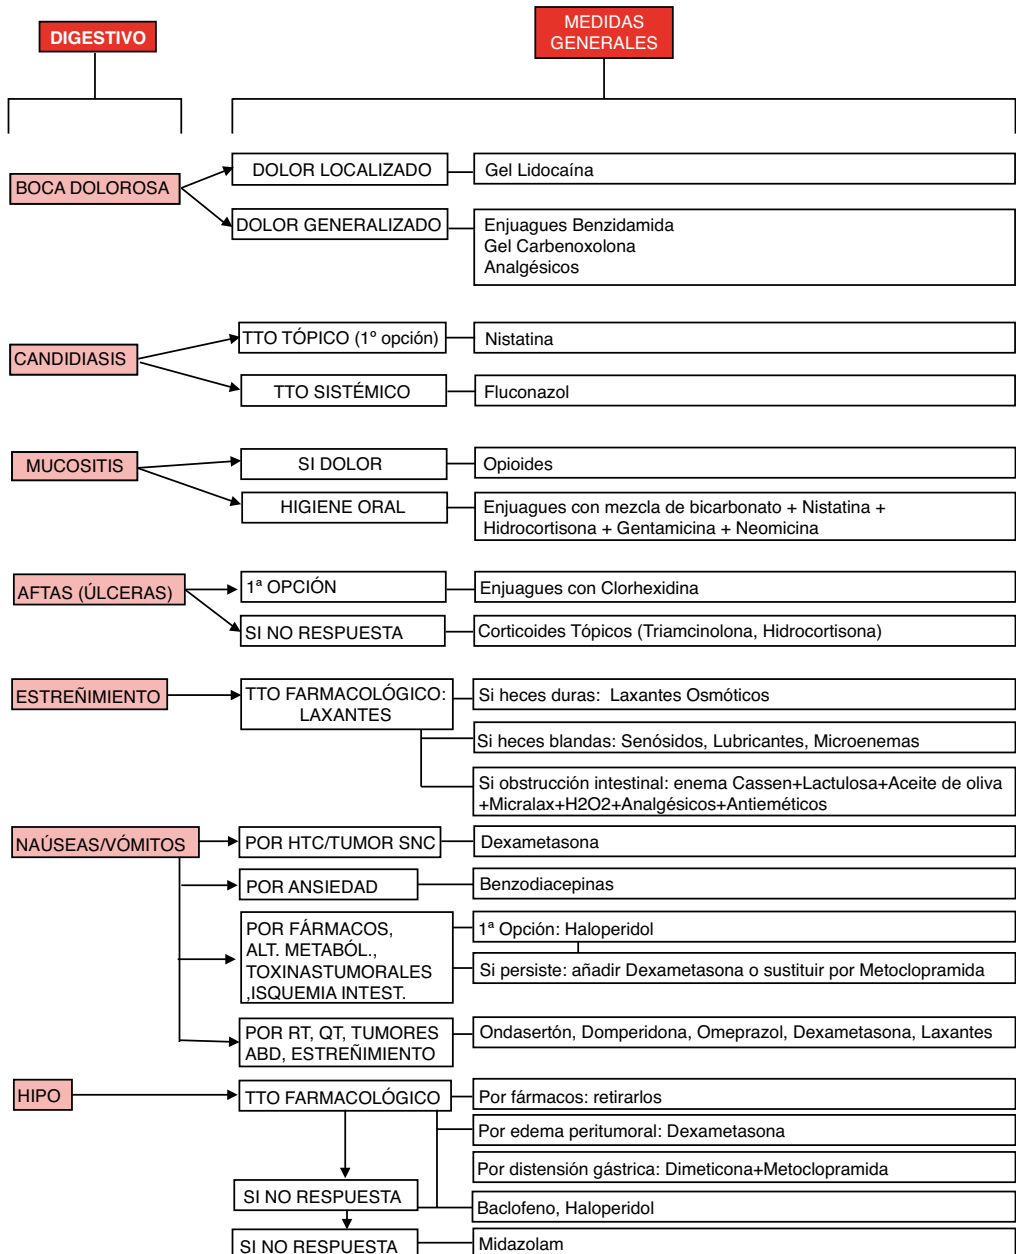 DIGESTIVO
MEDIDAS
GENERALES
BOCA DOLOROSA
DOLOR LOCALIZADO
Gel Lidocaína
DOLOR GENERALIZADO
Enjuagues Benzidamida
Gel Carbenoxolona
Analgésicos
CANDIDIASIS
TTO TÓPICO (1º opción)
Nistatina
TTO SISTÉMICO
Fluconazol
MUCOSITIS
SI DOLOR
Opioides
HIGIENE ORAL
Enjuagues con mezcla de bicarbonato + Nistatina +
Hidrocortisona + Gentamicina + Neomicina
AFTAS (ÚLCERAS)
1ª OPCIÓN
Enjuagues con Clorhexidina
SI NO RESPUESTA
Corticoides Tópicos (Triamcinolona, Hidrocortisona)
ESTREÑIMIENTO
TTO FARMACOLÓGICO:
LAXANTES
Si heces duras: Laxantes Osmóticos
Si heces blandas: Senósidos, Lubricantes, Microenemas
Si obstrucción intestinal: enema Cassen+Lactulosa+Aceite de oliva
+Micralax+H2O2+Analgésicos+Antieméticos
NAÚSEAS/VÓMITOS
POR HTC/TUMOR SNC
Dexametasona
POR ANSIEDAD
Benzodiacepinas
POR FÁRMACOS,
ALT. METABÓL.,
TOXINASTUMORALES
,ISQUEMIA INTEST.
1ª Opción: Haloperidol
Si persiste: añadir Dexametasona o sustituir por Metoclopramida
POR RT, QT, TUMORES
ABD, ESTREÑIMIENTO
Ondasertón, Domperidona, Omeprazol, Dexametasona, Laxantes
HIPO
TTO FARMACOLÓGICO
Por fármacos: retirarlos
Por edema peritumoral: Dexametasona
Por distensión gástrica: Dimeticona+Metoclopramida
SI NO RESPUESTA
Baclofeno, Haloperidol
SI NO RESPUESTA
Midazolam